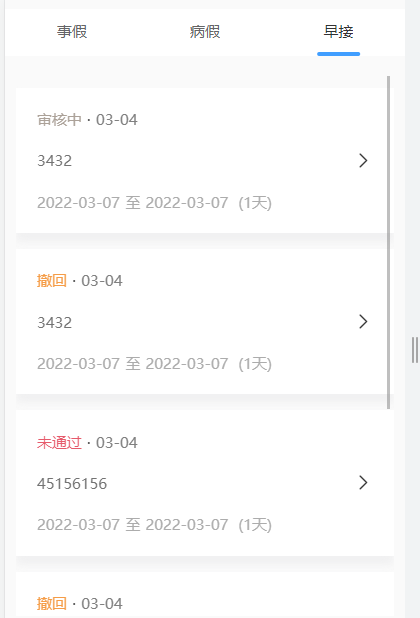 事假 病假 早接
审核中 · 03-04
3432
2022-03-07 至 2022-03-07 (1天)
撤回 · 03-04
3432
2022-03-07 至 2022-03-07 (1天)
未通过 · 03-04
45156156
2022-03-07 至 2022-03-07 (1天)
撤回 · 03-04